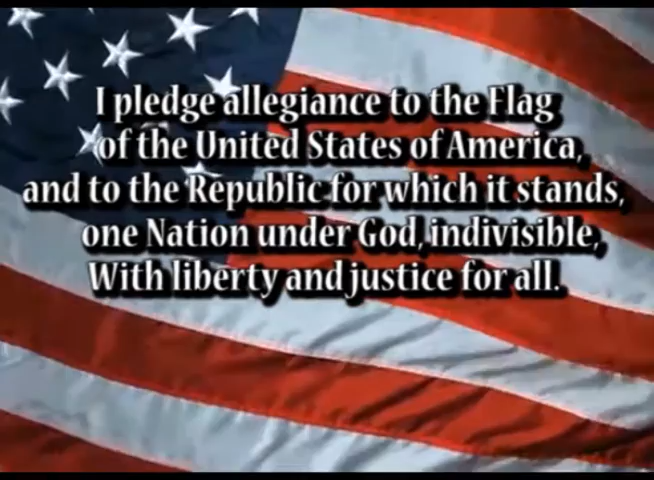 I pledge allegiance to the Flag
of the United States of America,
and to the Republic for which it stands,
one Nation under God, indivisible,
With liberty and justice for all.